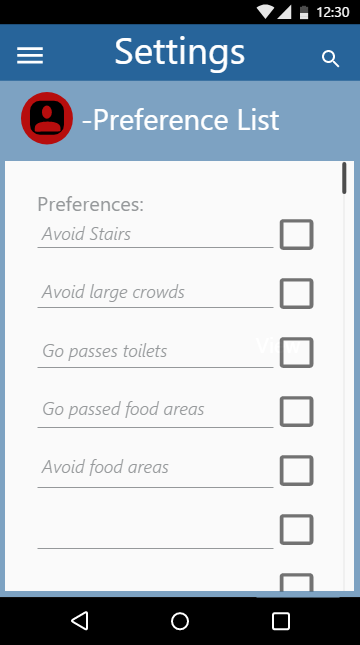 12:30
Settings
-Preference List
Preferences:
Avoid Stairs
Avoid large crowds
Go passes toilets
Go passed food areas
Avoid food areas